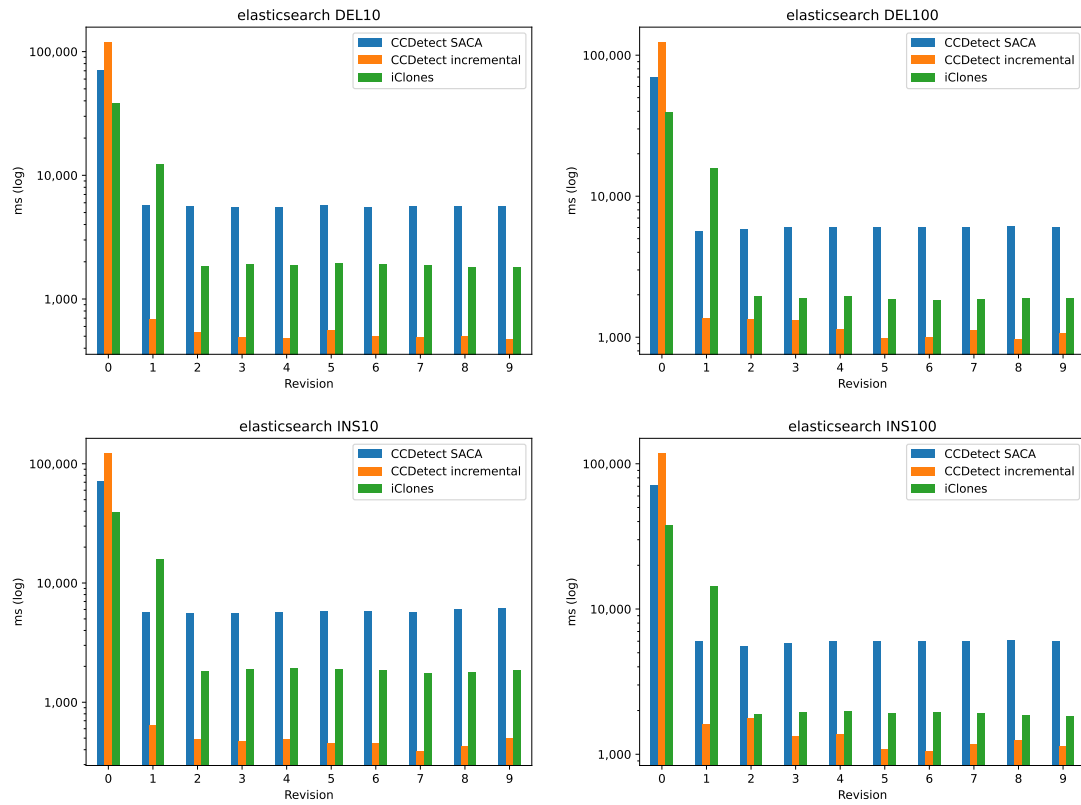 elasticsearch DEL10
100,000
10,000
1,000
ms (log)
CCDetect SACA
CCDetect incremental
iClones
0 1 2 3 4 5 6 7 8 9
Revision
elasticsearch DEL100
100,000
10,000
1,000
ms (log)
CCDetect SACA
CCDetect incremental
iClones
0 1 2 3 4 5 6 7 8 9
Revision
elasticsearch INS10
100,000
10,000
1,000
ms (log)
CCDetect SACA
CCDetect incremental
iClones
0 1 2 3 4 5 6 7 8 9
Revision
elasticsearch INS100
100,000
10,000
1,000
ms (log)
CCDetect SACA
CCDetect incremental
iClones
0 1 2 3 4 5 6 7 8 9
Revision